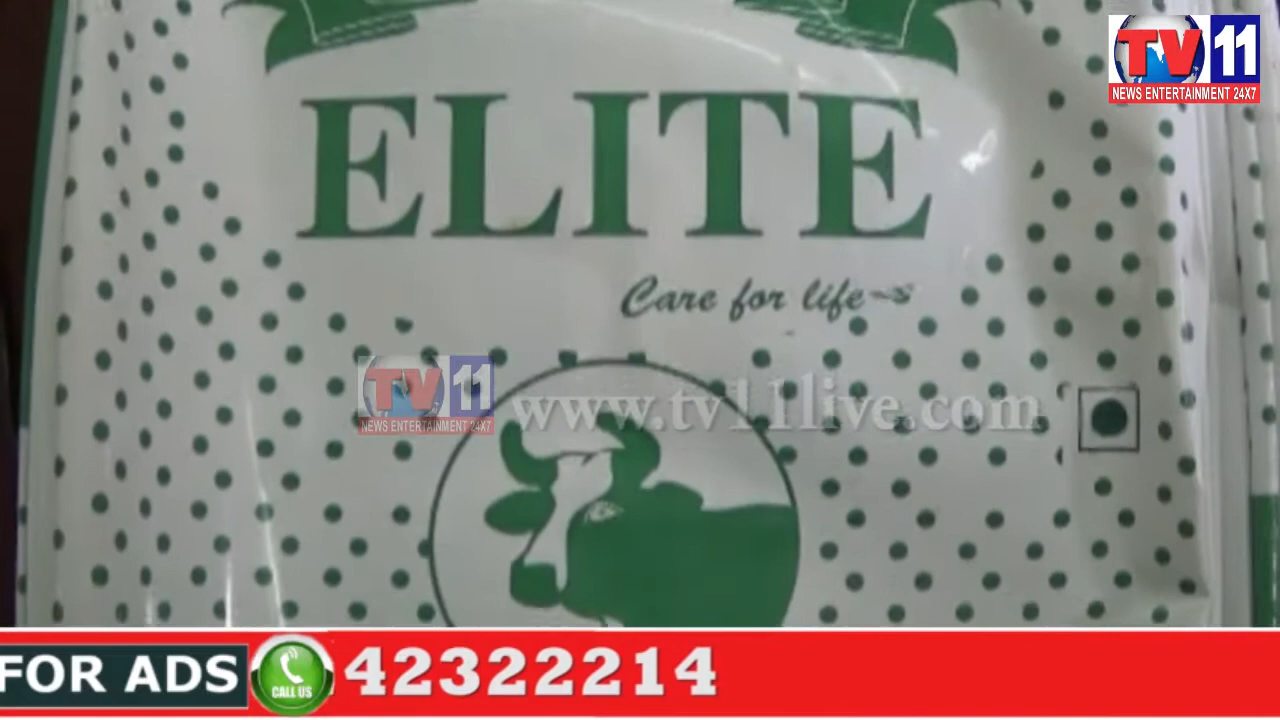 TV 11
NEWS ENTERTAINMENT 24X7
ELITE
Care for life
TV 11
NEWS ENTERTAINMENT 24X7
www.tv11live.com
FOR ADS
CALL US
42322214